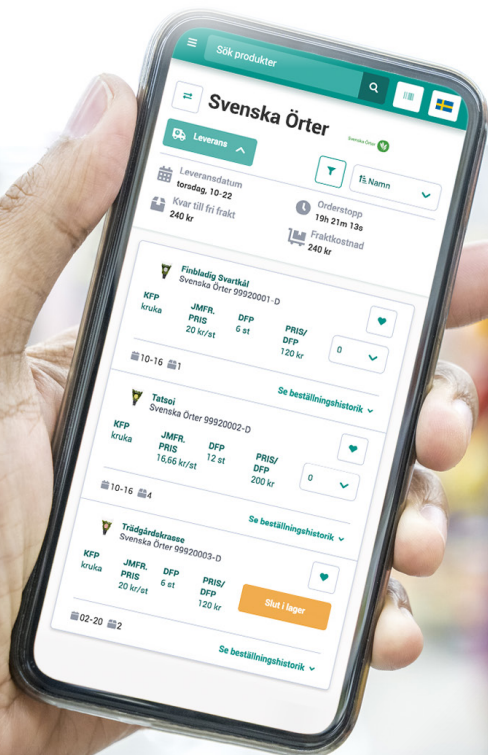 Sök produkter
Svenska Örter
Svenska Örter
Leverans
Namn
Leveransdatum
torsdag, 10-22
Orderstopp
19h 21m 13s
Kvar till fri frakt
240 kr
Fraktkostnad
240 kr
Finbladig Svartkål
Svenska Örter 99920001-D
KFP
kruka
JMFR.
PRIS
20 kr/st
DFP
6 st
PRIS/
DFP
120 kr
0
10-16 1
Se beställningshistorik
Tatsoi
Svenska Örter 99920002-D
KFP
kruka
JMFR.
PRIS
16,66 kr/st
DFP
12 st
PRIS/
DFP
200 kr
0
10-16 4
Se beställningshistorik
Trädgårdskrasse
Svenska Örter 99920003-D
KFP
kruka
JMFR.
PRIS
20 kr/st
DFP
6 st
PRIS/
DFP
120 kr
Slut i lager
02-20 2
Se beställningshistorik